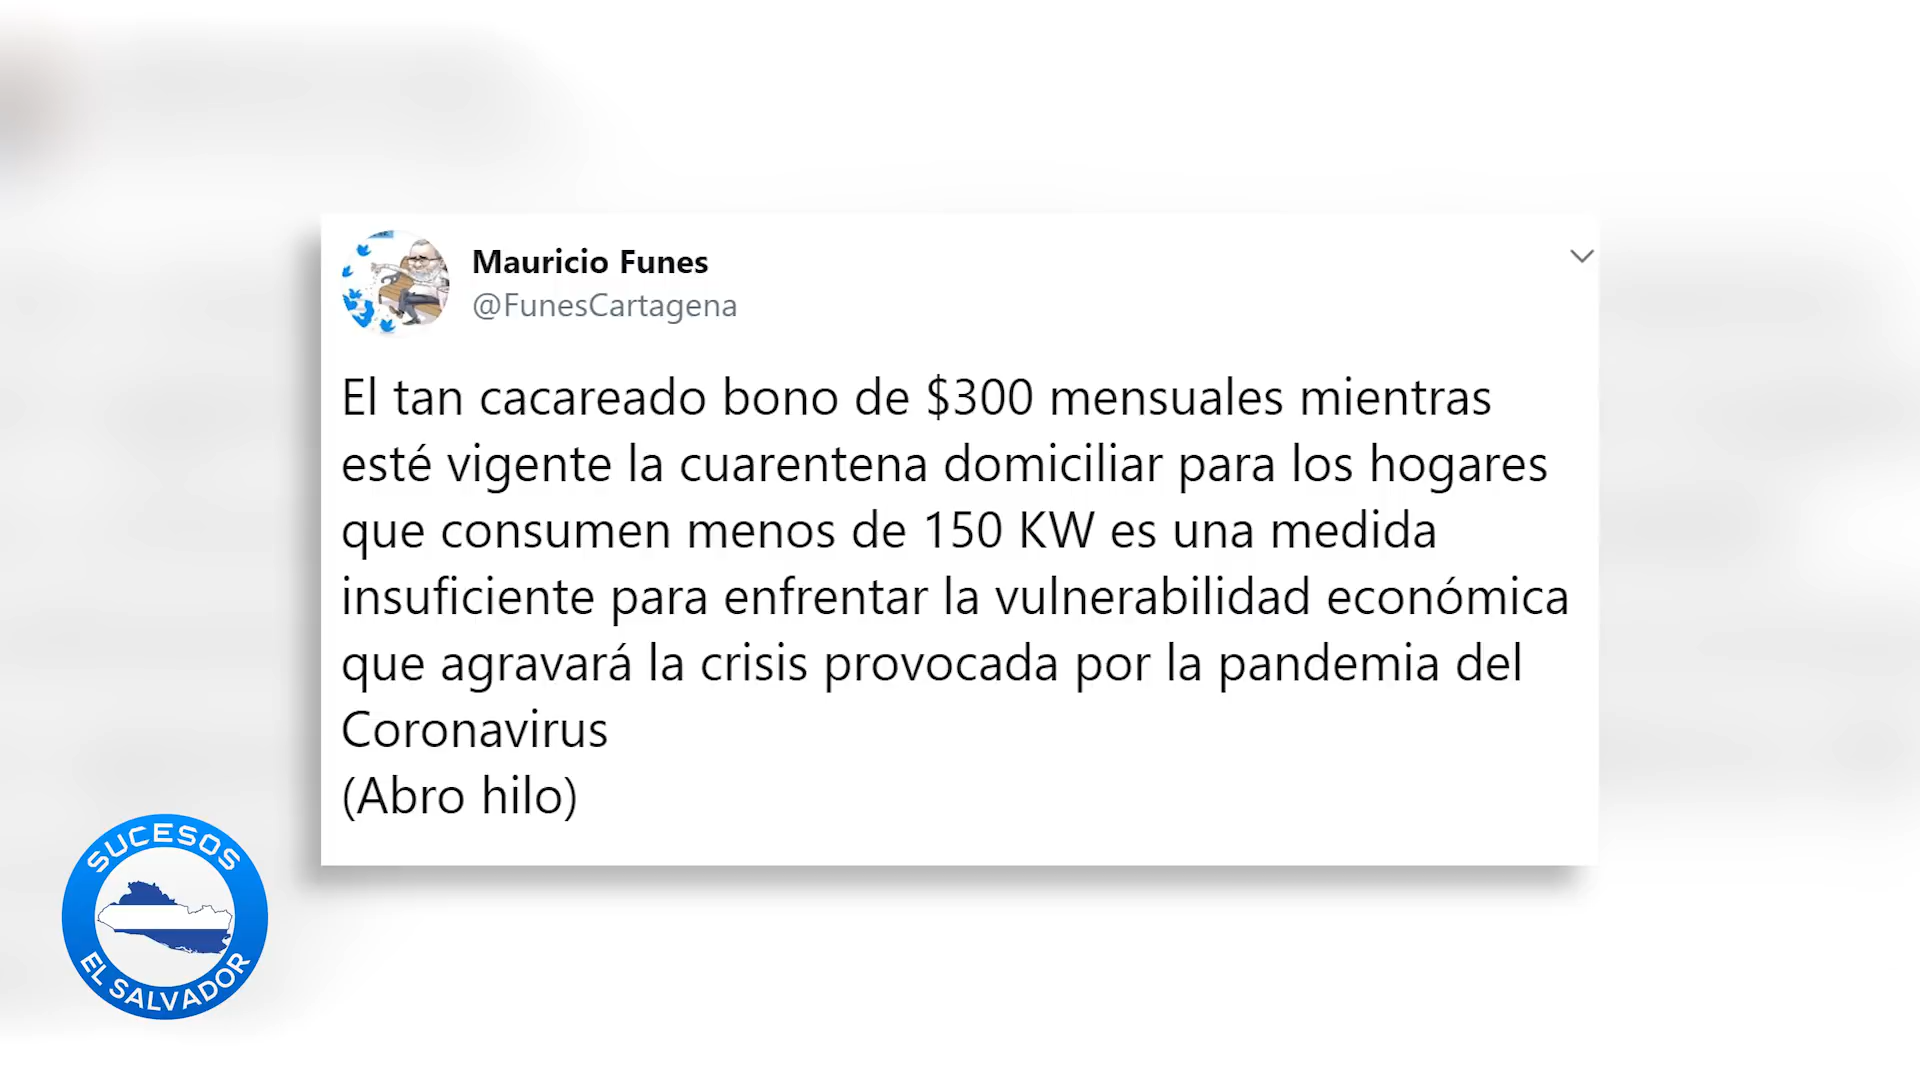 Mauricio Funes
@FunesCartagena
El tan cacareado bono de $300 mensuales mientras
esté vigente la cuarentena domiciliar para los hogares
que consumen menos de 150 KW es una medida
insuficiente para enfrentar la vulnerabilidad económica
que agravará la crisis provocada por la pandemia del
Coronavirus
(Abro hilo)
SUCESOS
EL SALVADOR